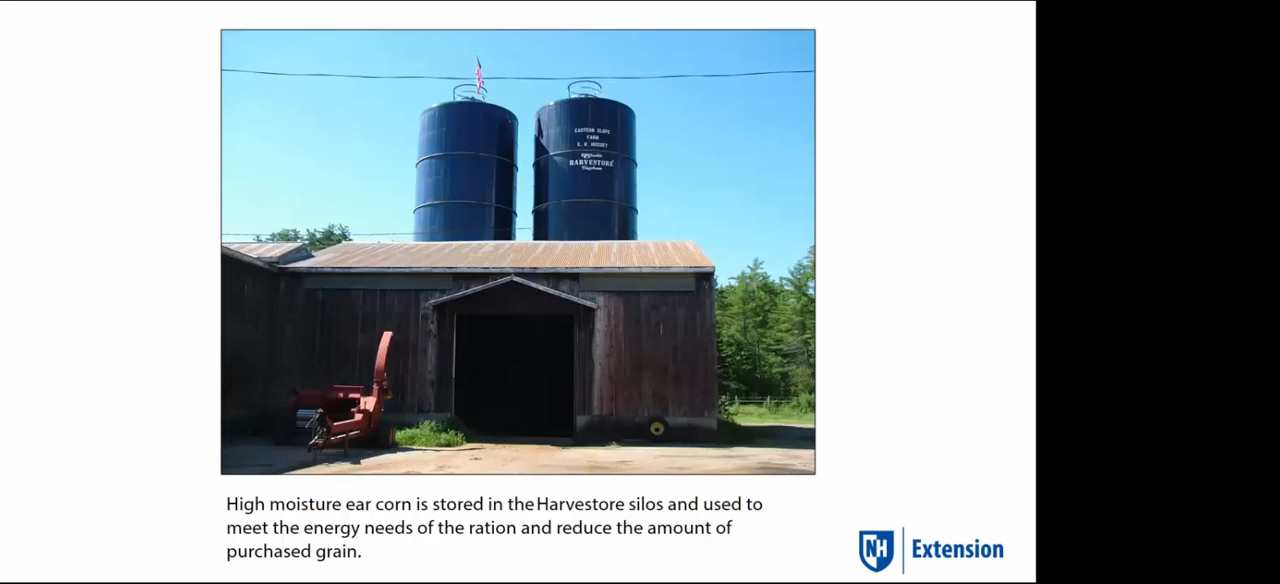 EASTERN SLOPE
FARM
E. R. HUSSEY
HARVESTORE
High moisture ear corn is stored in the Harvestore silos and used to
meet the energy needs of the ration and reduce the amount of
purchased grain.
NH Extension